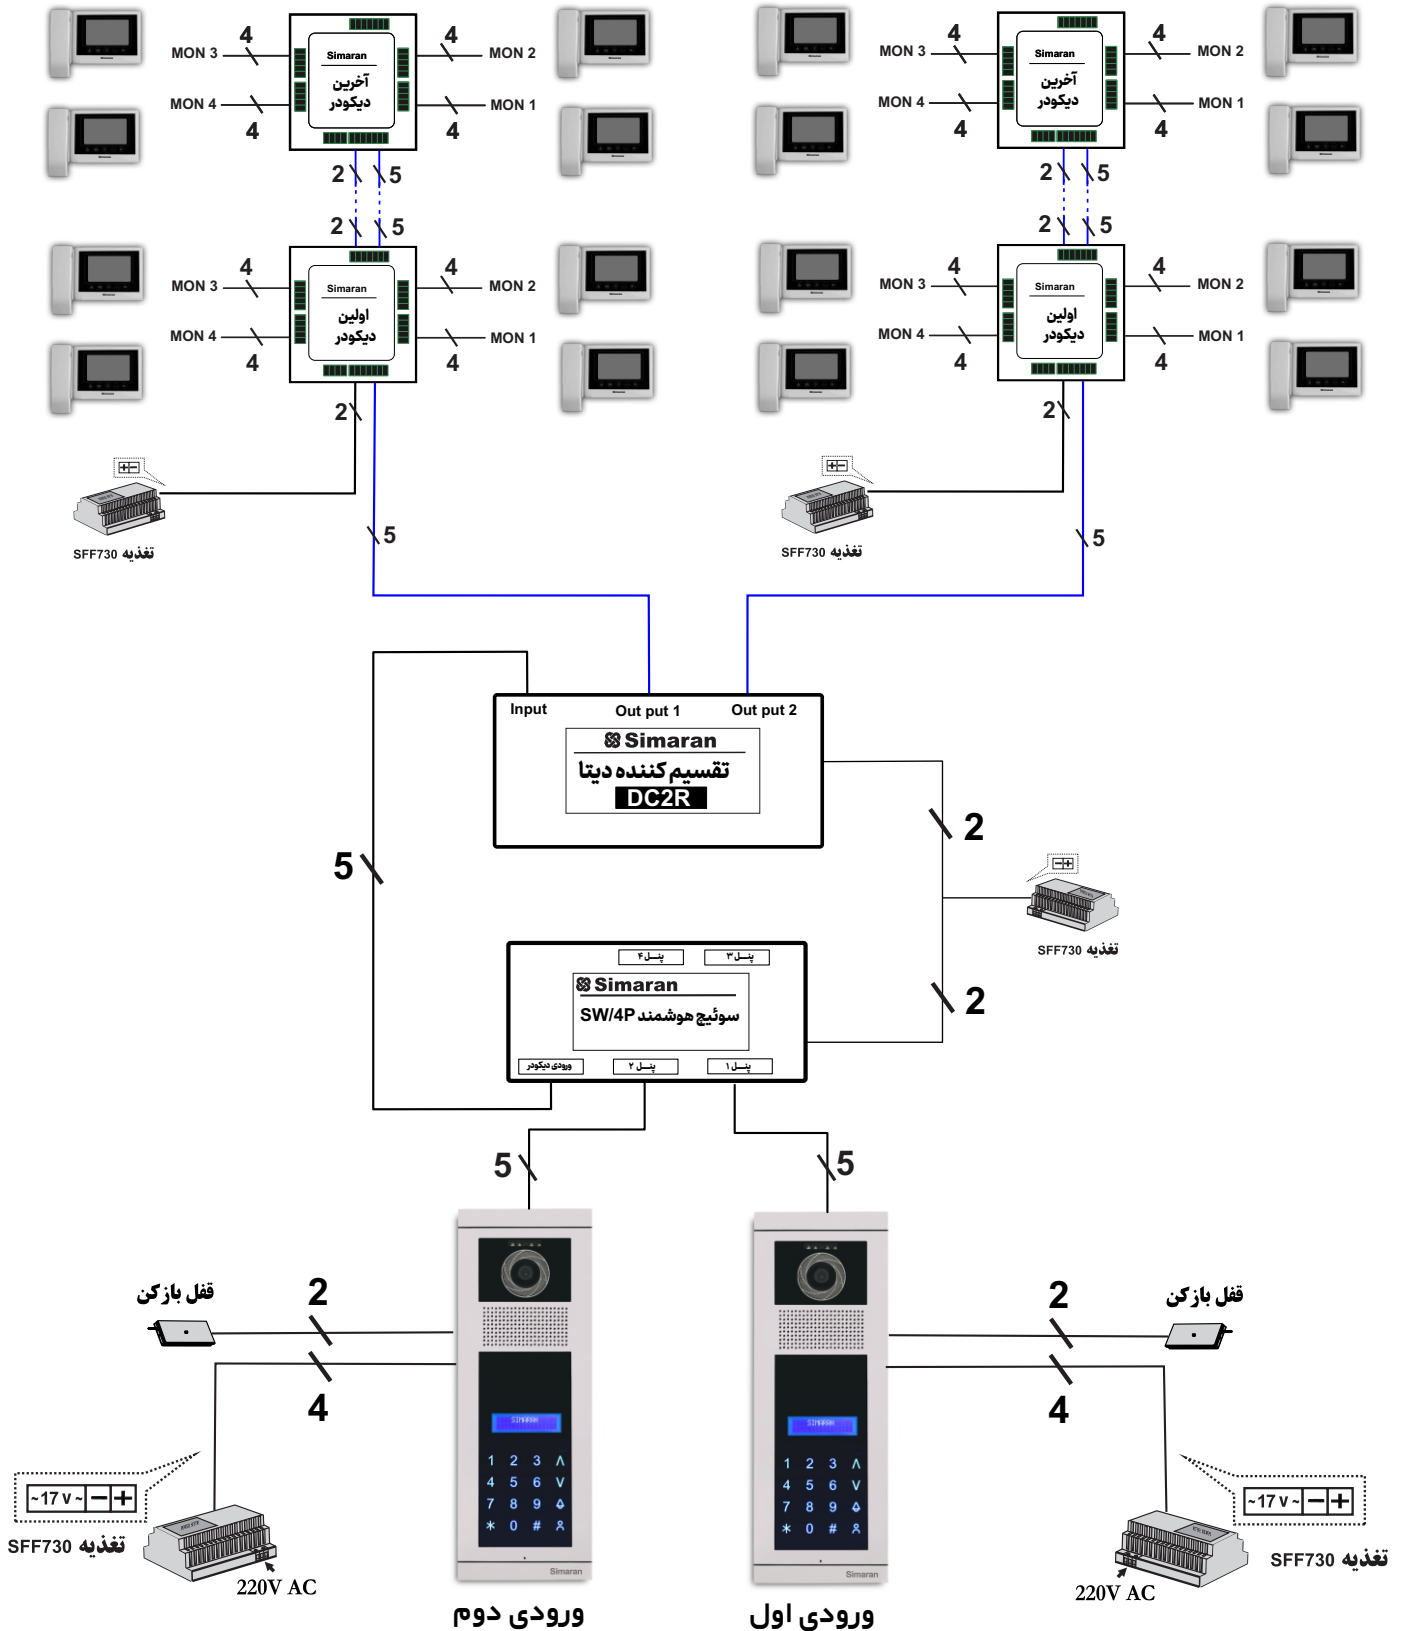 4
4
MON 3
MON 2
Simaran
آخرین
دیکودر
MON 4
MON 1
4
4
4
4
MON 3
MON 2
Simaran
آخرین
دیکودر
MON 4
MON 1
4
4
2
5
2
5
2
5
2
5
4
4
MON 3
MON 2
Simaran
اولین
دیکودر
MON 4
MON 1
4
4
4
4
MON 3
MON 2
Simaran
اولین
دیکودر
MON 4
MON 1
4
4
2
2
+ −
+ −
تغذیه SFF730
تغذیه SFF730
5
5
Input
Out put 1
Out put 2
Simaran
تقسیم کننده دیتا
DC2R
2
5
− +
تغذیه SFF730
پنـل ۴
پنـل ۳
Simaran
سوئیچ هوشمند SW/4P
2
ورودی دیکودر
پنـل ۲
پنـل ۱
5
5
قفل بازکن
2
2
قفل بازکن
4
4
SIMARAN
SIMARAN
1 2 3 ∧
4 5 6 ∨
7 8 9
* 0 #
1 2 3 ∧
4 5 6 ∨
7 8 9
* 0 #
~ 17 v ~ − +
~ 17 v ~ − +
تغذیه SFF730
تغذیه SFF730
220V AC
220V AC
Simaran
Simaran
ورودی دوم
ورودی اول